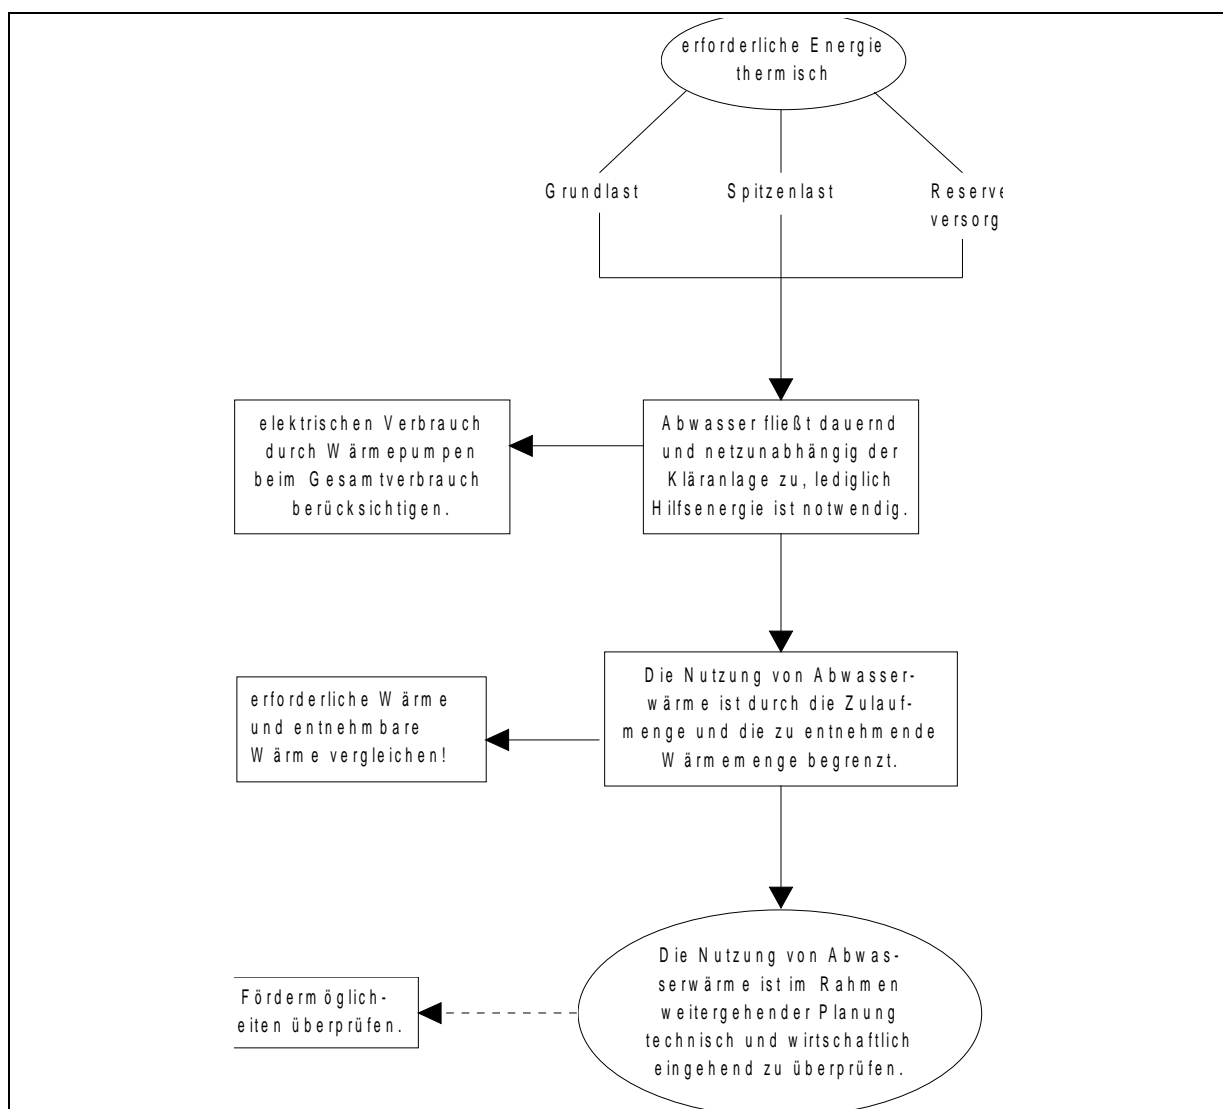 erforderliche Energie
thermisch
Grundlast
Spitzenlast
Reserve
versorg
elektrischen Verbrauch
durch Wärmepumpen
beim Gesamtverbrauch
berücksichtigen.
Abwasser fließt dauernd
und netzunabhängig der
Kläranlage zu, lediglich
Hilfsenergie ist notwendig.
erforderliche Wärme
und entnehmbare
Wärme vergleichen!
Die Nutzung von Abwasser-
wärme ist durch die Zulauf-
menge und die zu entnehmende
Wärmemenge begrenzt.
Fördermöglich-
eiten überprüfen.
Die Nutzung von Abwas-
serwärme ist im Rahmen
weitergehender Planung
technisch und wirtschaftlich
eingehend zu überprüfen.